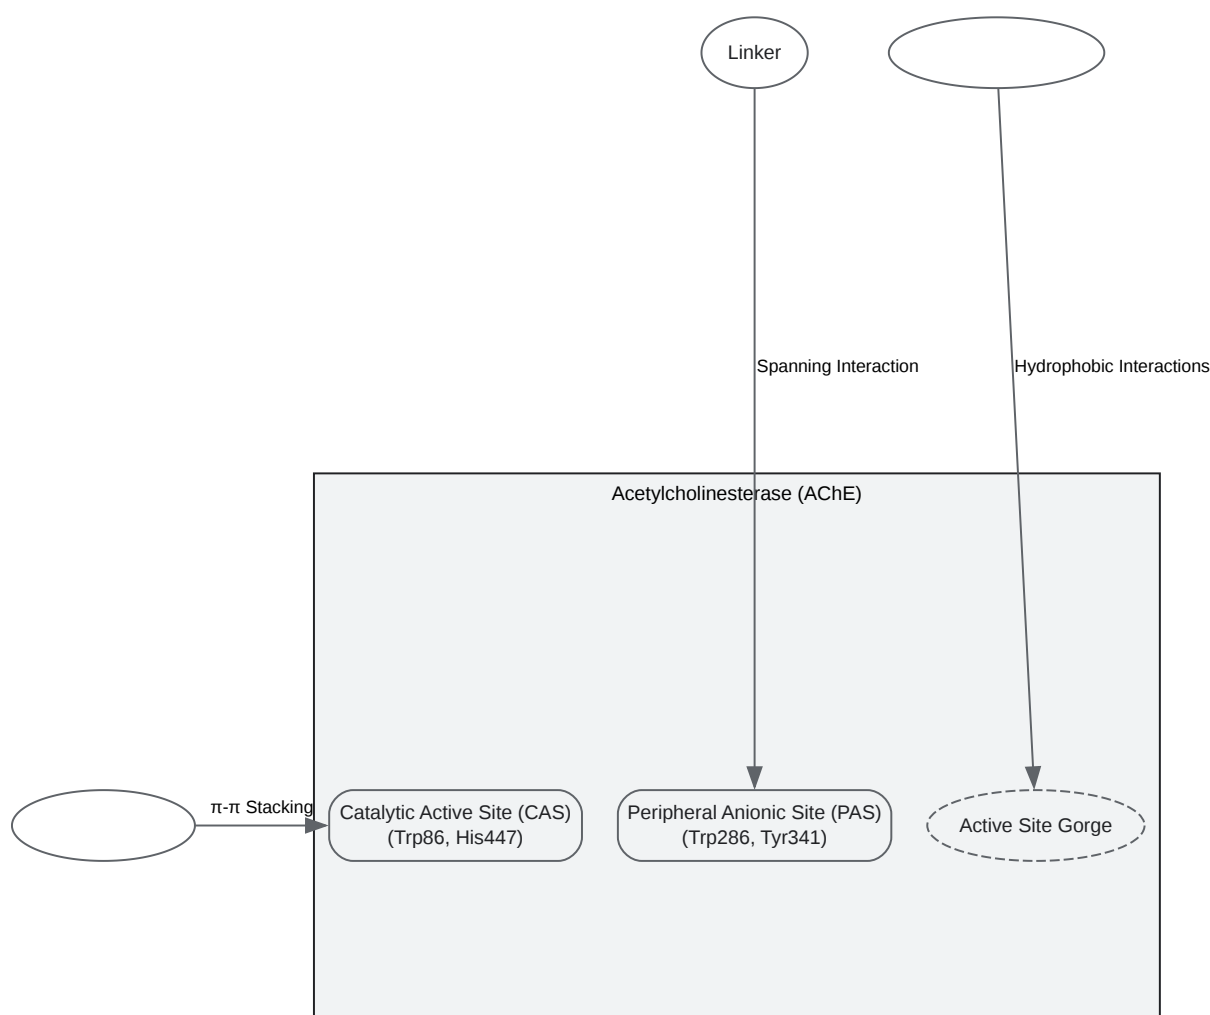 Linker
Spanning Interaction
Hydrophobic Interactions
Acetylcholinesterase (AChE)
π-π Stacking
Catalytic Active Site (CAS)
(Trp86, His447)
Peripheral Anionic Site (PAS)
(Trp286, Tyr341)
Active Site Gorge